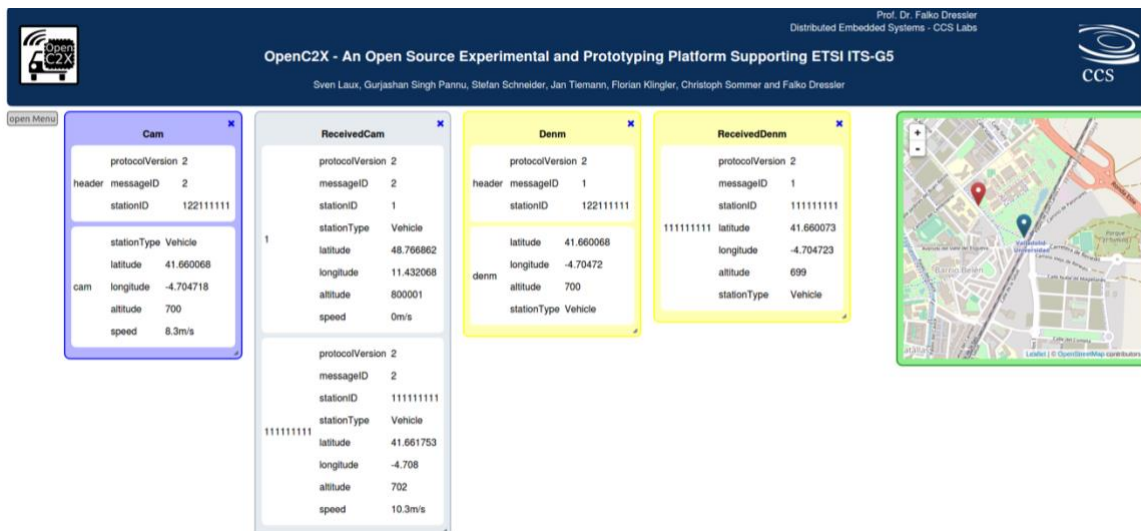 Prof. Dr. Falko Dressler
Distributed Embedded Systems - CCS Labs
Open
C2X
OpenC2X - An Open Source Experimental and Prototyping Platform Supporting ETSI ITS-G5
Sven Laux, Gurjashan Singh Pannu, Stefan Schneider, Jan Tiemann, Florian Klingler, Christoph Sommer and Falko Dressler
CCS
open Menu
Cam
header
protocolVersion 2
messageID 2
stationID 122111111
cam
stationType Vehicle
latitude 41.660068
longitude -4.704718
altitude 700
speed 8.3m/s
ReceivedCam
1
protocolVersion 2
messageID 2
stationID 1
stationType Vehicle
latitude 48.766862
longitude 11.432068
altitude 800001
speed 0m/s
111111111
protocolVersion 2
messageID 2
stationID 111111111
stationType Vehicle
latitude 41.661753
longitude -4.708
altitude 702
speed 10.3m/s
Denm
header
protocolVersion 2
messageID 1
stationID 122111111
denm
latitude 41.660068
longitude -4.70472
altitude 700
stationType Vehicle
ReceivedDenm
111111111
protocolVersion 2
messageID 1
stationID 111111111
latitude 41.660073
longitude -4.704723
altitude 699
stationType Vehicle
+
-
Ronda Este
Valladolid-
Universidad
Barrio Belén
Leaflet | © OpenStreetMap contributors